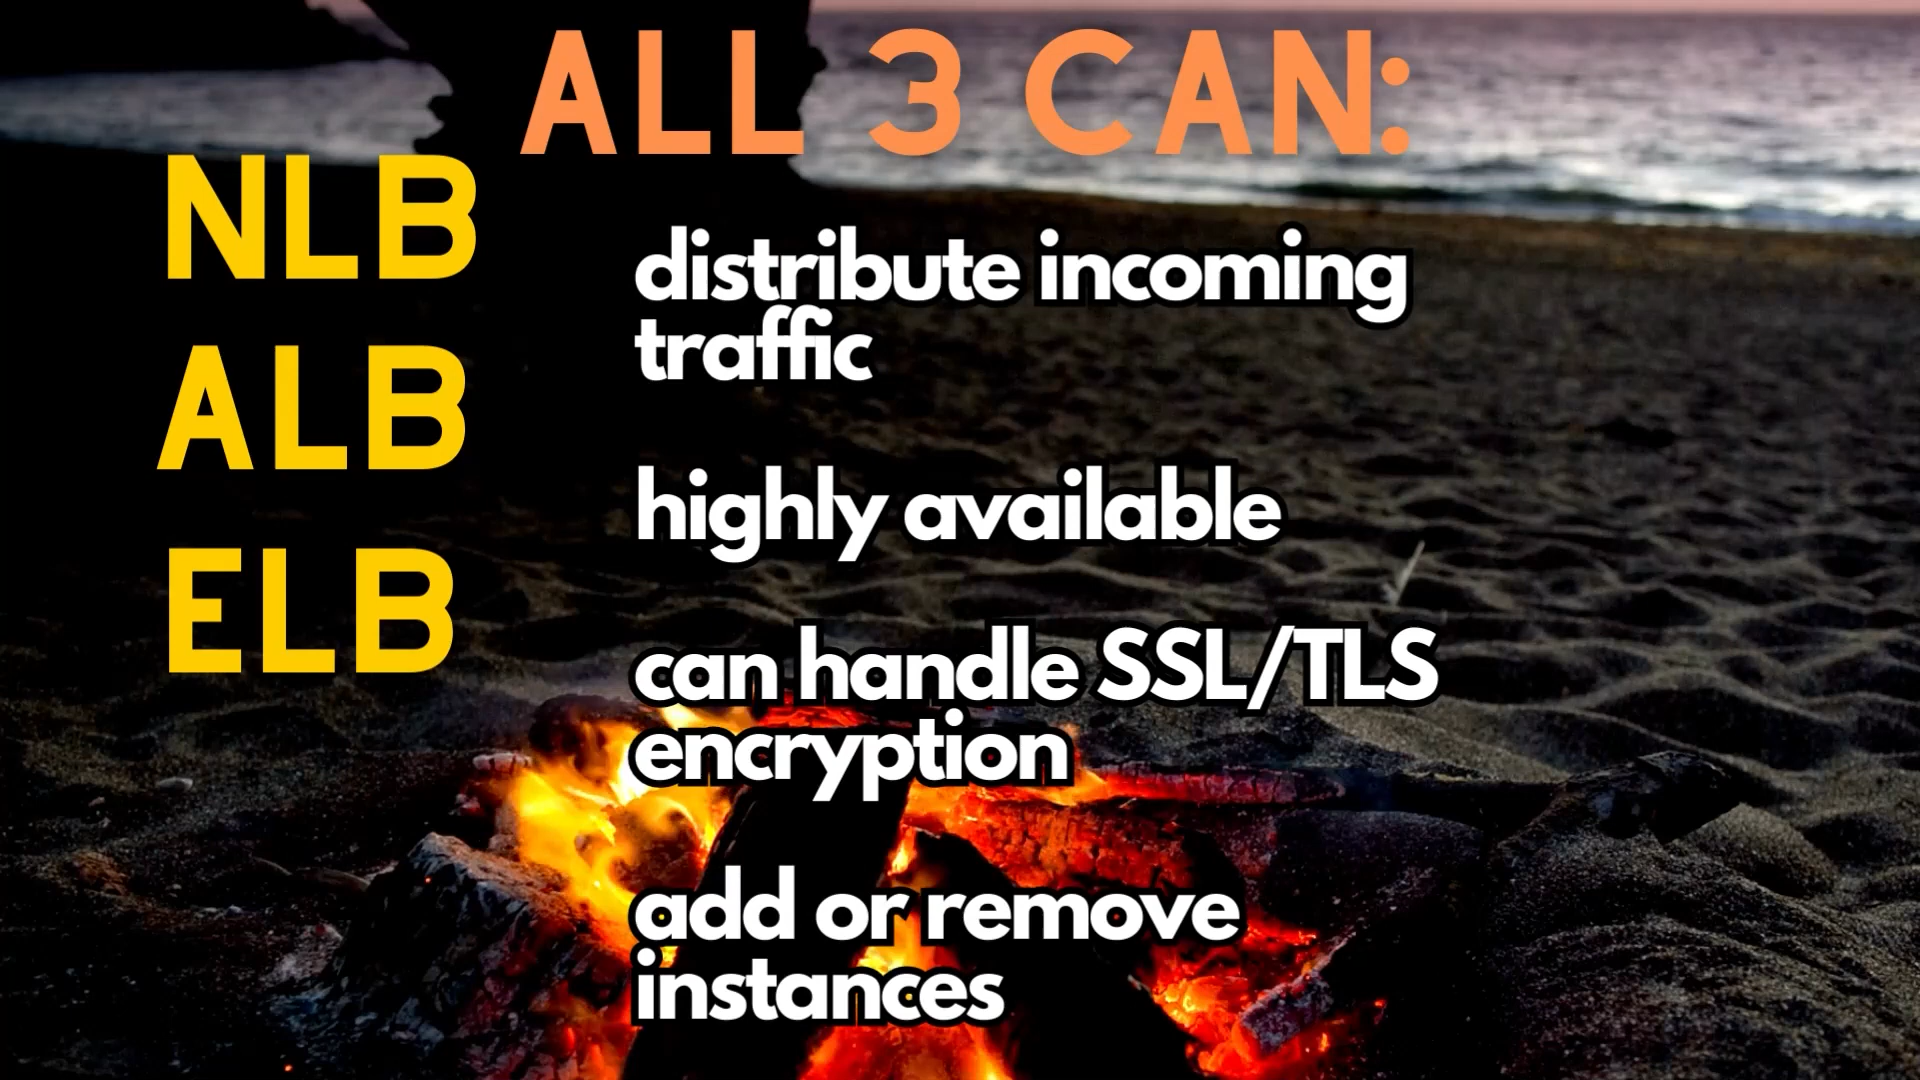 ALL 3 CAN:
NLB
ALB
ELB
distribute incoming
traffic
highly available
can handle SSL/TLS
encryption
add or remove
instances